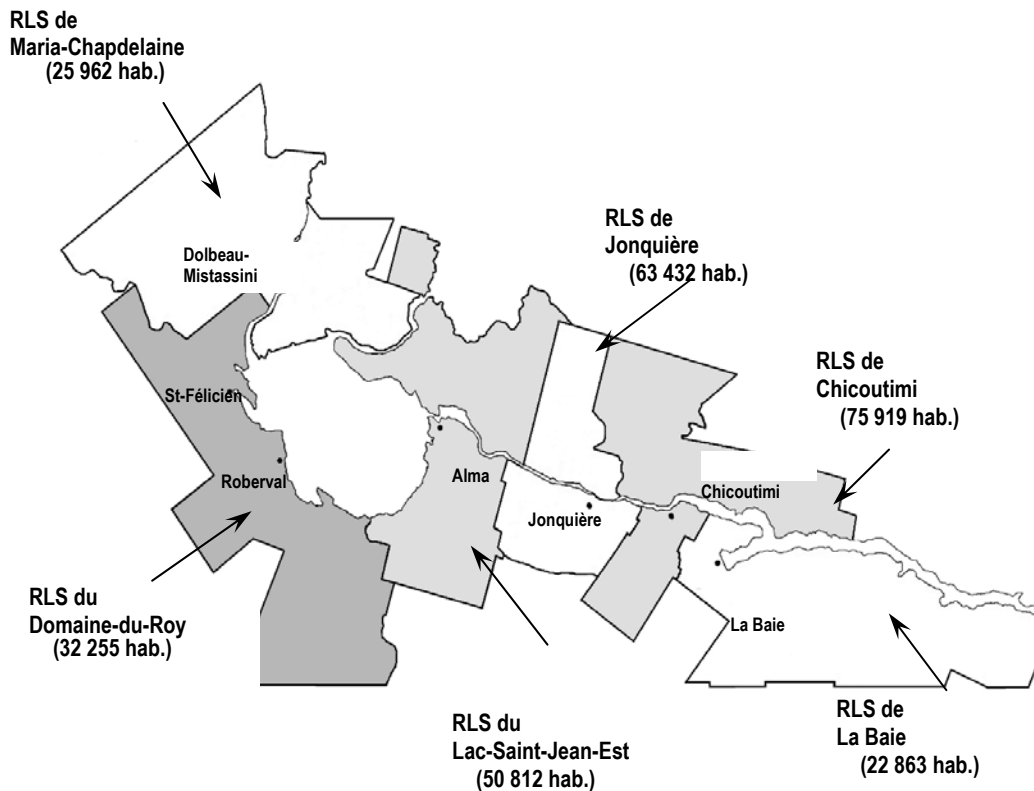 RLS de
Maria-Chapdelaine
(25 962 hab.)
RLS de
Jonquière
(63 432 hab.)
Dolbeau-
Mistassini
RLS de
Chicoutimi
(75 919 hab.)
St-Félicien
Roberval
Alma
Chicoutimi
Jonquière
RLS du
Domaine-du-Roy
(32 255 hab.)
La Baie
RLS du
Lac-Saint-Jean-Est
(50 812 hab.)
RLS de
La Baie
(22 863 hab.)